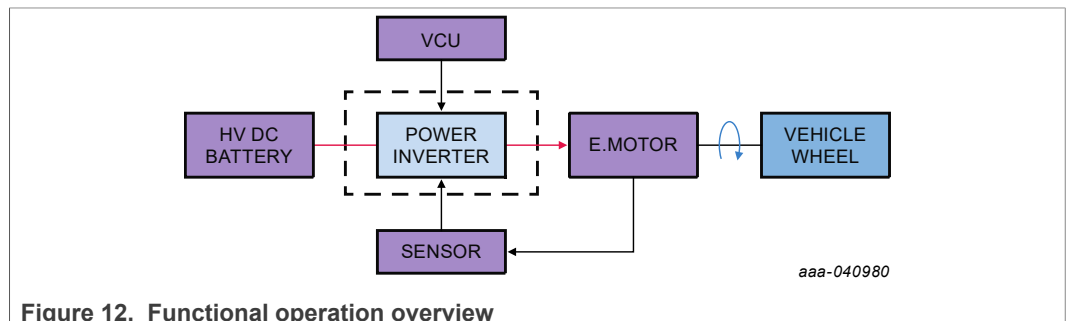 VCU
HV DC
BATTERY
POWER
INVERTER
E.MOTOR
VEHICLE
WHEEL
SENSOR
aaa-040980
Figure 12. Functional operation overview